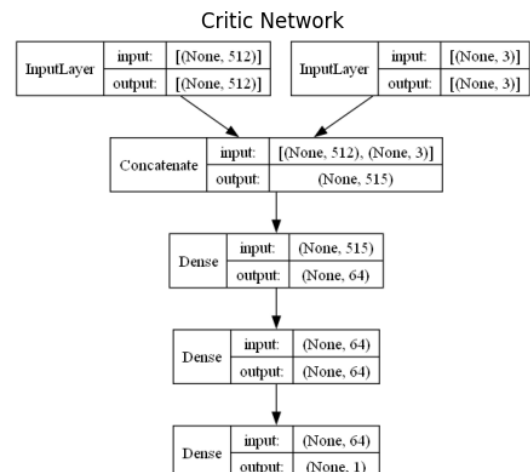 Critic Network
InputLayer input: [(None, 512)] output: [(None, 512)]
InputLayer input: [(None, 3)] output: [(None, 3)]
Concatenate input: [(None, 512), (None, 3)] output: (None, 515)
Dense input: (None, 515) output: (None, 64)
Dense input: (None, 64) output: (None, 64)
Dense input: (None, 64) output: (None, 1)